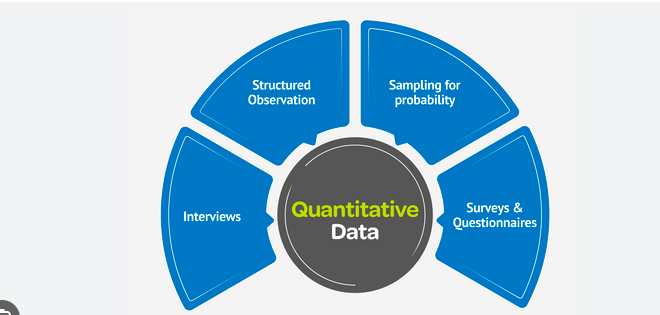 Structured
Observation
Sampling for
probability
Interviews
Quantitative
Data
Surveys &
Questionnaires